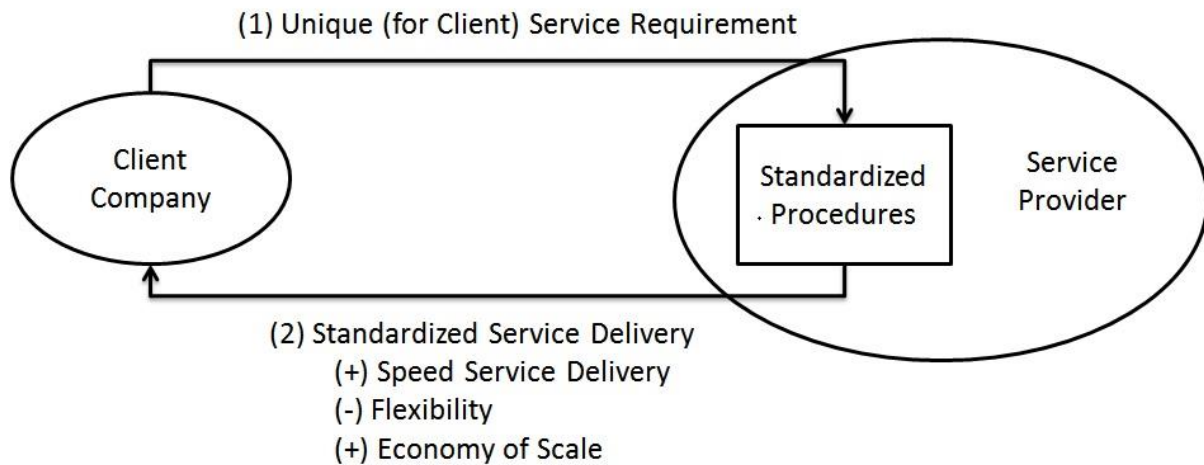 (1) Unique (for Client) Service Requirement
Client
Company
Standardized
Procedures
Service
Provider
(2) Standardized Service Delivery
(+) Speed Service Delivery
(-) Flexibility
(+) Economy of Scale